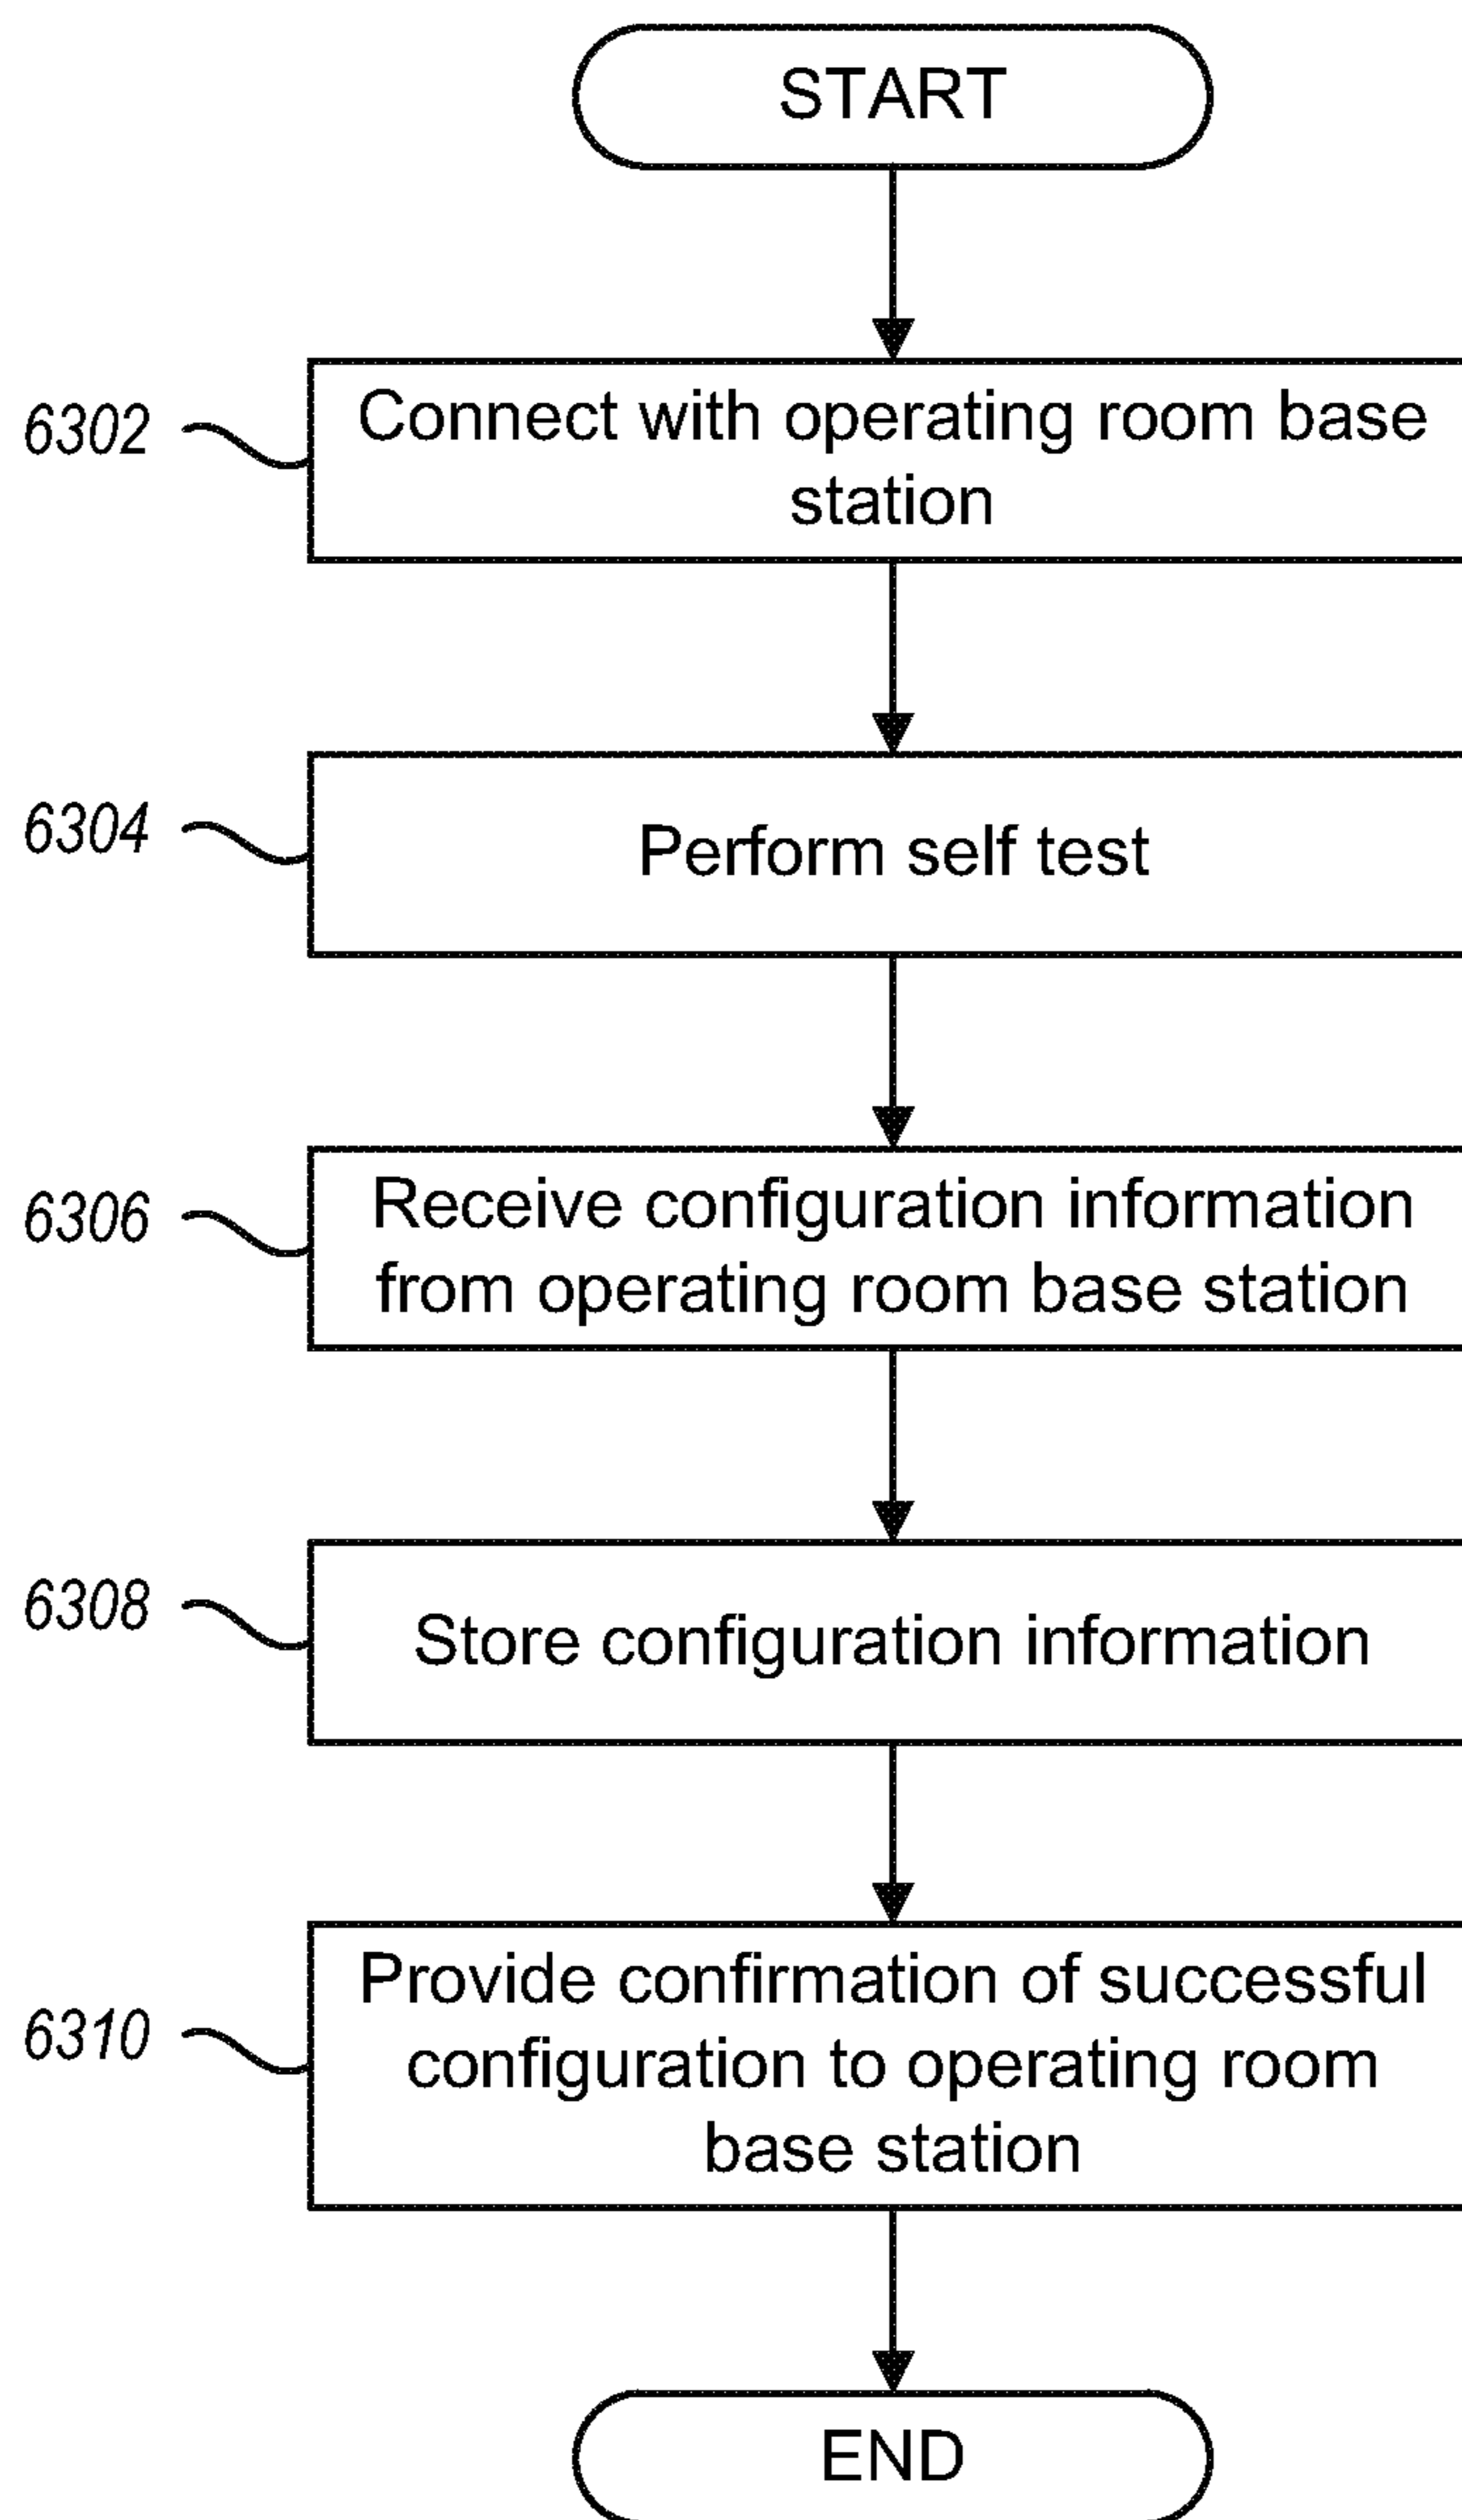 START
6302
Connect with operating room base
station
6304
Perform self test
6306
Receive configuration information
from operating room base station
6308
Store configuration information
6310
Provide confirmation of successful
configuration to operating room
base station
END